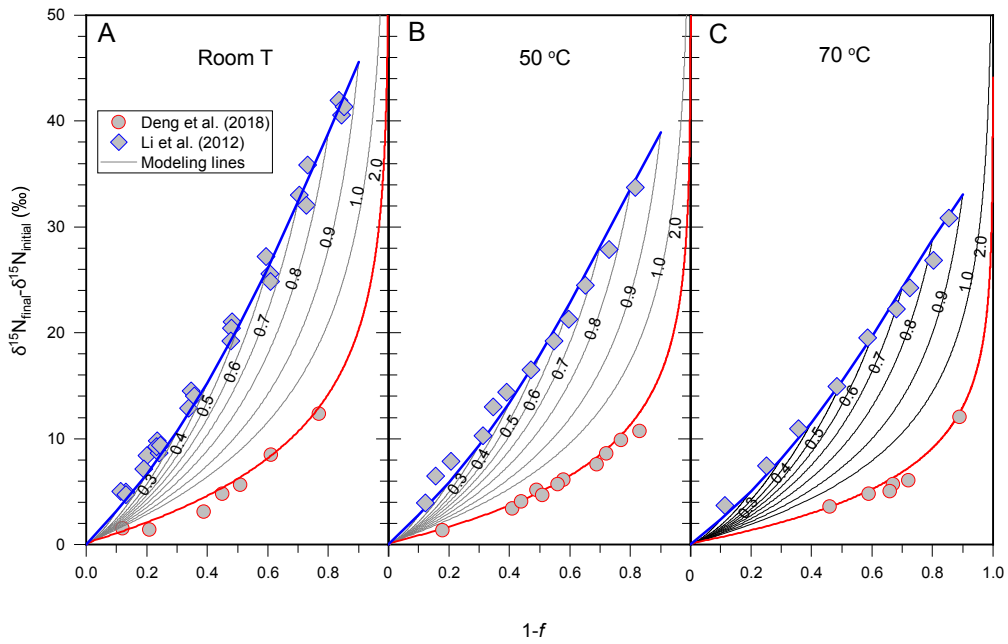 A
Room T
B
50 °C
C
70 °C
Deng et al. (2018)
Li et al. (2012)
Modeling lines
50
40
30
20
10
0
δ15Nfinal-δ15Ninitial (‰)
0.3
0.4
0.5
0.6
0.7
0.8
0.9
1.0
2.0
0.3
0.4
0.5
0.6
0.7
0.8
0.9
1.0
2.0
0.3
0.4
0.5
0.6
0.7
0.8
0.9
1.0
2.0
0.0 0.2 0.4 0.6 0.8 0 0.2 0.4 0.6 0.8 0 0.2 0.4 0.6 0.8 1.0
1-f